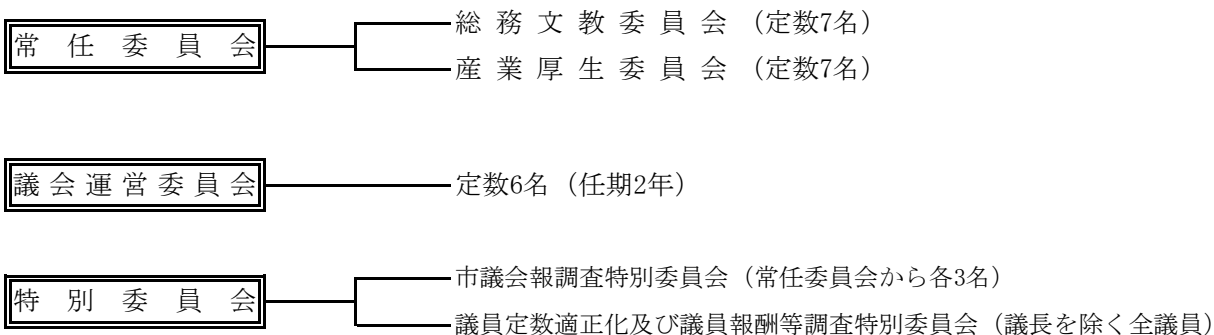 総務文教委員会（定数7名）
常任委員会
産業厚生委員会（定数7名）
議会運営委員会 定数6名（任期2年）
市議会報調査特別委員会（常任委員会から各3名）
特別委員会
議員定数適正化及び議員報酬等調査特別委員会（議長を除く全議員）